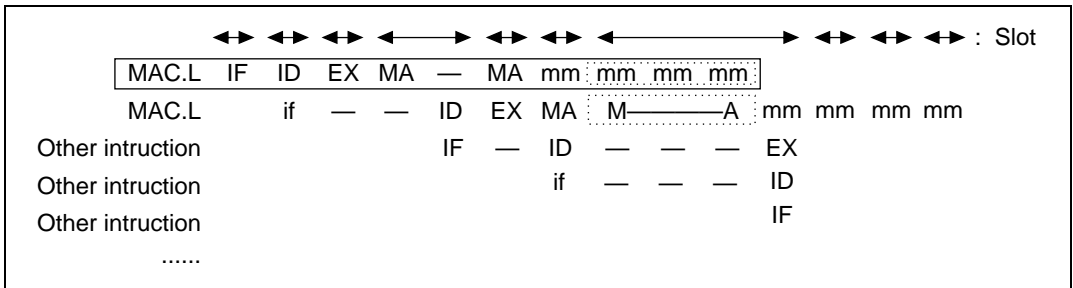 : Slot
MAC.L IF ID EX MA — MA mm mm mm mm
MAC.L if — — ID EX MA M———A mm mm mm mm
Other intruction IF — ID — — — EX
Other intruction if — — — ID
Other intruction IF
......